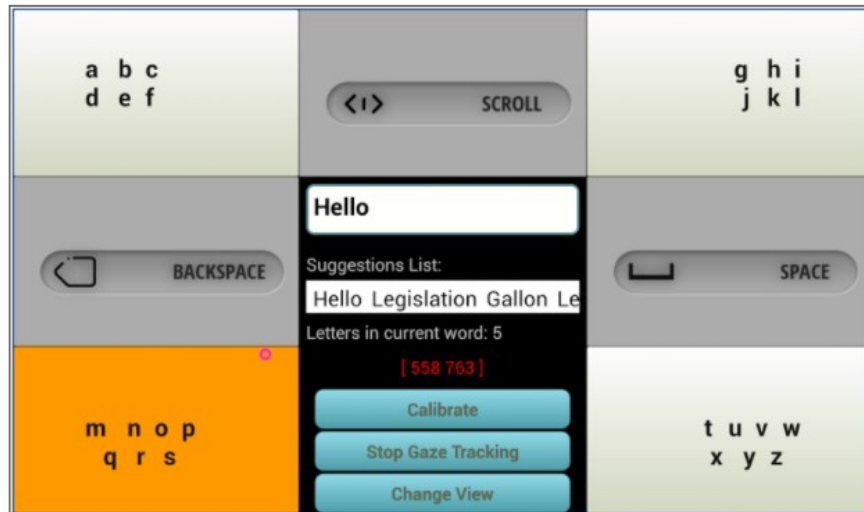 a b c
d e f
<I> SCROLL
g h i
j k l
BACKSPACE
Hello
Suggestions List:
Hello Legislation Gallon Le
Letters in current word: 5
[ 558 763 ]
SPACE
m n o p
q r s
Calibrate
Stop Gaze Tracking
Change View
t u v w
x y z